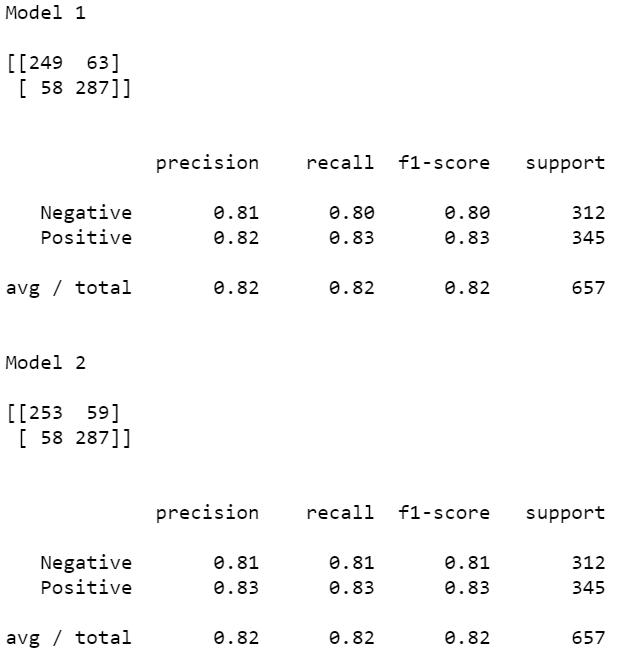 Model 1
[[249  63]
 [ 58 287]]
             precision    recall  f1-score   support
   Negative       0.81      0.80      0.80       312
   Positive       0.82      0.83      0.83       345
avg / total       0.82      0.82      0.82       657
Model 2
[[253  59]
 [ 58 287]]
             precision    recall  f1-score   support
   Negative       0.81      0.81      0.81       312
   Positive       0.83      0.83      0.83       345
avg / total       0.82      0.82      0.82       657